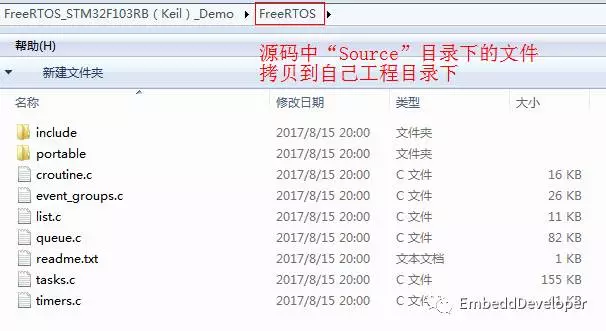 FreeRTOS_STM32F103RB ( Keil ) _Demo ▸ FreeRTOS
帮助(H)
源码中“Source”目录下的文件
拷贝到自己工程目录下
新建文件夹
名称 修改日期 类型 大小
include 2017/8/15 20:00 文件夹
portable 2017/8/15 20:00 文件夹
croutine.c 2017/8/15 20:00 C 文件 16 KB
event_groups.c 2017/8/15 20:00 C 文件 26 KB
list.c 2017/8/15 20:00 C 文件 11 KB
queue.c 2017/8/15 20:00 C 文件 82 KB
readme.txt 2017/8/15 20:00 文本文档 1 KB
tasks.c 2017/8/15 20:00 C 文件 155 KB
timers.c 2017/8/15 20:00 C 文件 KB
EmbeddDeveloper